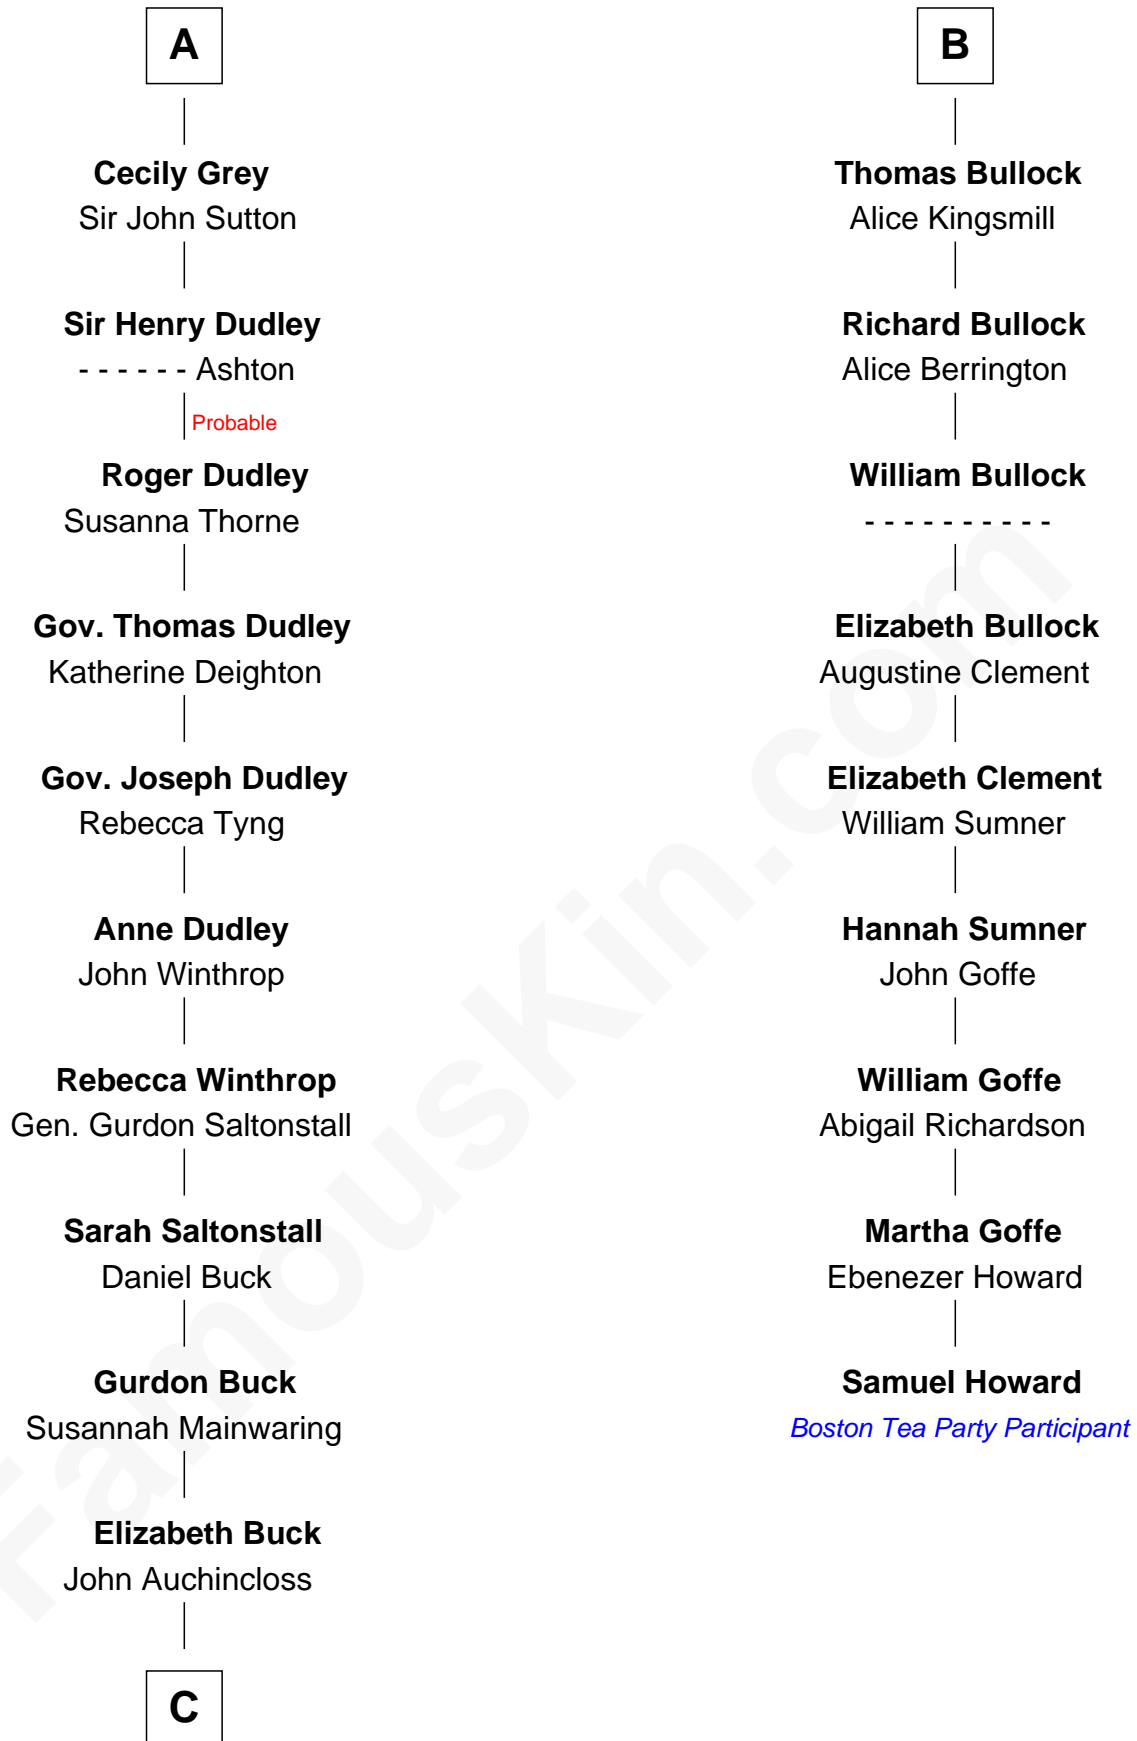 A
Cecily Grey
Sir John Sutton
Sir Henry Dudley
- - - - - - Ashton
Probable
Roger Dudley
Susanna Thorne
Gov. Thomas Dudley
Katherine Deighton
Gov. Joseph Dudley
Rebecca Tyng
Anne Dudley
John Winthrop
Rebecca Winthrop
Gen. Gurdon Saltonstall
Sarah Saltonstall
Daniel Buck
Gurdon Buck
Susannah Mainwaring
Elizabeth Buck
John Auchincloss
C
B
Thomas Bullock
Alice Kingsmill
Richard Bullock
Alice Berrington
William Bullock
- - - - - - - - - -
Elizabeth Bullock
Augustine Clement
Elizabeth Clement
William Sumner
Hannah Sumner
John Goffe
William Goffe
Abigail Richardson
Martha Goffe
Ebenezer Howard
Samuel Howard
Boston Tea Party Participant
FamousKin.com